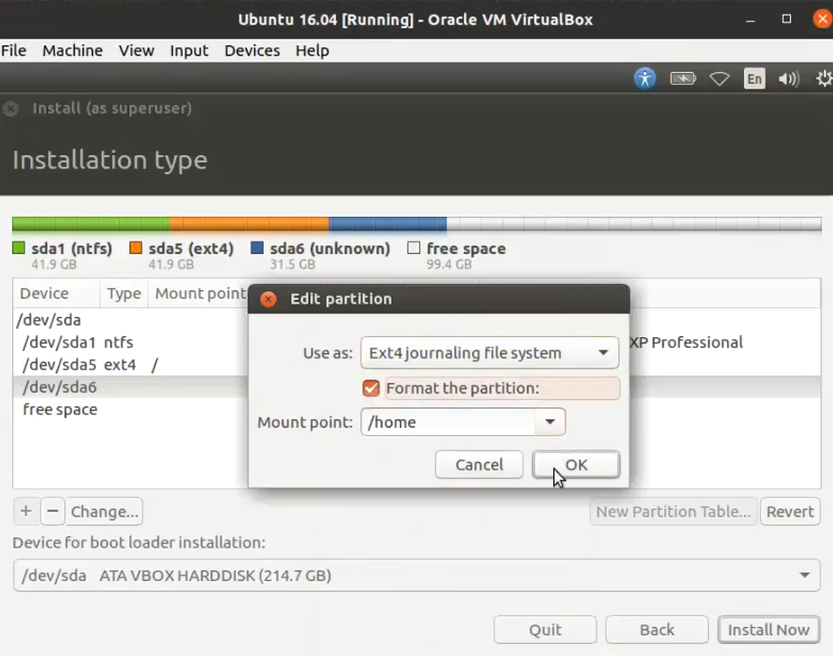 Ubuntu 16.04 [Running] - Oracle VM VirtualBox
File Machine View Input Devices Help
En
Install (as superuser)
Installation type
sda1 (ntfs) sda5 (ext4) sda6 (unknown) free space
41.9 GB 41.9 GB 31.5 GB 99.4 GB
Device Type Mount point
Edit partition
/dev/sda
/dev/sda1 ntfs XP Professional
Use as: Ext4 journaling file system
/dev/sda5 ext4 /
/dev/sda6
Format the partition:
free space
Mount point: /home
Cancel OK
+ − Change... New Partition Table... Revert
Device for boot loader installation:
/dev/sda ATA VBOX HARDDISK (214.7 GB)
Quit Back Install Now